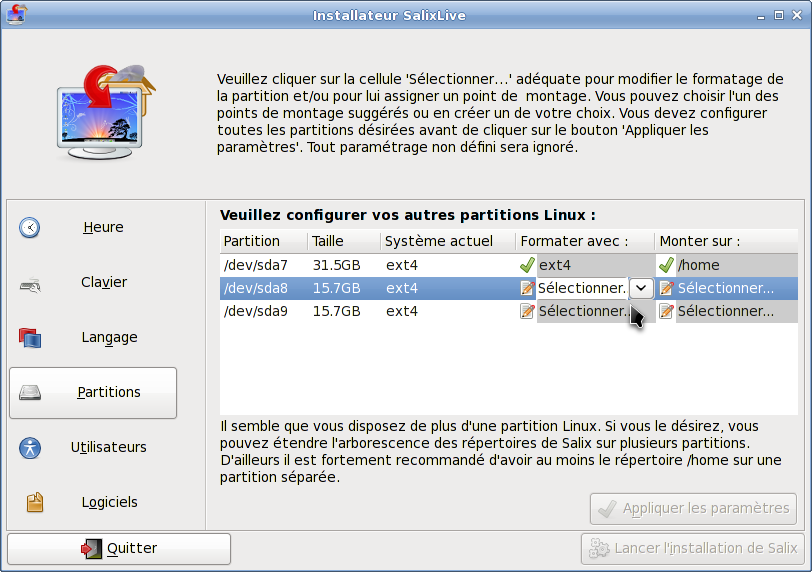 Installateur SalixLive
Veuillez cliquer sur la cellule 'Sélectionner...' adéquate pour modifier le formatage de
la partition et/ou pour lui assigner un point de  montage. Vous pouvez choisir l'un des
points de montage suggérés ou en créer un de votre choix. Vous devez configurer
toutes les partitions désirées avant de cliquer sur le bouton 'Appliquer les
paramètres'. Tout paramétrage non défini sera ignoré.
Heure
Clavier
Langage
Partitions
Utilisateurs
Logiciels
Veuillez configurer vos autres partitions Linux :
Partition Taille Système actuel Formater avec : Monter sur :
/dev/sda7 31.5GB ext4 ext4 /home
/dev/sda8 15.7GB ext4 Sélectionner. Sélectionner...
/dev/sda9 15.7GB ext4 Sélectionner.. Sélectionner...
Il semble que vous disposez de plus d'une partition Linux. Si vous le désirez, vous
pouvez étendre l'arborescence des répertoires de Salix sur plusieurs partitions.
D'ailleurs il est fortement recommandé d'avoir au moins le répertoire /home sur une
partition séparée.
Appliquer les paramètres
Quitter
Lancer l'installation de Salix